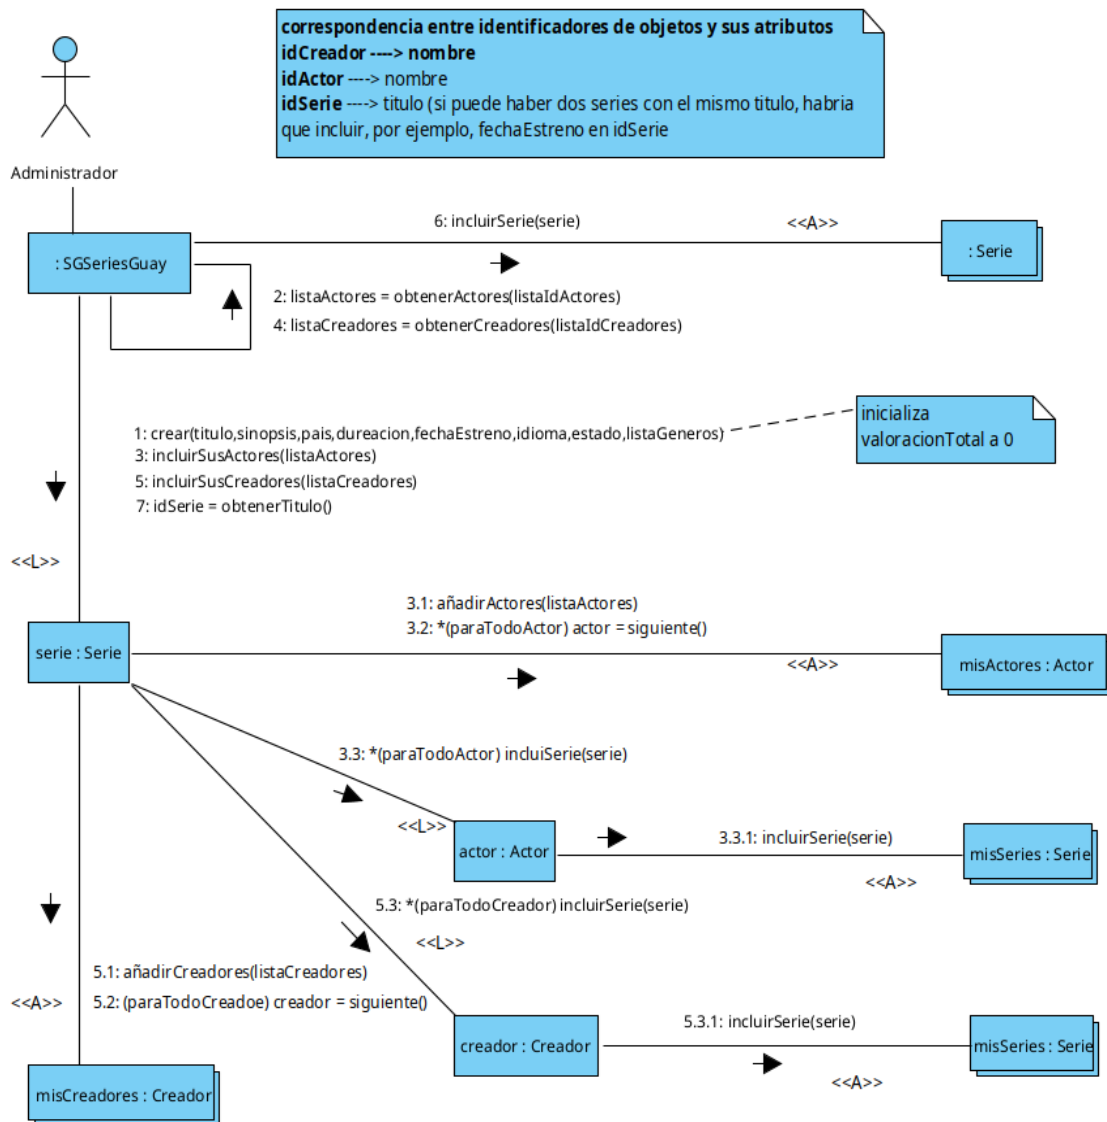 correspondencia entre identificadores de objetos y sus atributos
idCreador ----> nombre
idActor ----> nombre
idSerie ----> titulo (si puede haber dos series con el mismo titulo, habria
que incluir, por ejemplo, fechaEstreno en idSerie
Administrador
6: incluirSerie(serie)
<<A>>
: SGSeriesGuay
: Serie
2: listaActores = obtenerActores(listaIdActores)
4: listaCreadores = obtenerCreadores(listaIdCreadores)
inicializa
valoracionTotal a 0
1: crear(titulo,sinopsis,pais,dureacion,fechaEstreno,idioma,estado,listaGeneros)
3: incluirSusActores(listaActores)
5: incluirSusCreadores(listaCreadores)
7: idSerie = obtenerTitulo()
<<L>>
3.1: añadirActores(listaActores)
3.2: *(paraTodoActor) actor = siguiente()
serie : Serie
<<A>>
misActores : Actor
3.3: *(paraTodoActor) incluiSerie(serie)
<<L>>
actor : Actor
3.3.1: incluirSerie(serie)
misSeries : Serie
<<A>>
5.3: *(paraTodoCreador) incluirSerie(serie)
<<L>>
5.1: añadirCreadores(listaCreadores)
<<A>>
5.2: (paraTodoCreadoe) creador = siguiente()
5.3.1: incluirSerie(serie)
creador : Creador
misSeries : Serie
<<A>>
misCreadores : Creador